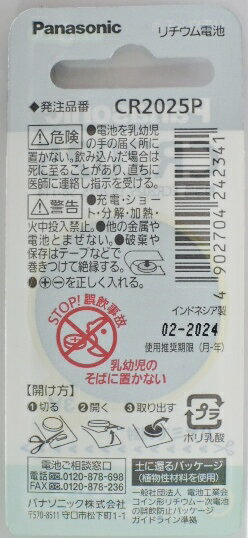 Panasonic リチウム電池
◆発注品番 CR2025P
⚠危険 ●電池を乳幼児
の手の届く所に
置かない。飲み込んだ場合は
死に至ることがあり、直ちに
医師に連絡し指示を受ける。
⚠警告 ●充電・ショー
ト・分解・加熱・
火中投入禁止。●他の金属や
電池とまぜない。●破棄や
保存はテープなどで
巻きつけて絶縁する。
●⊕⊖を正しく入れる。
4902704242341
STOP!誤飲事故
乳幼児の
そばに置かない
インドネシア製
02-2024
使用推奨期限(月-年)
【開け方】
①切る ②開く ③取り出す
プラ
ポリ乳酸
電池ご相談窓口
電話 0120-878-698
FAX 0120-878-236
パナソニック株式会社
〒570-8511 守口市松下町1-1
土に還るパッケージ
(植物性材料を使用)
一般社団法人 電池工業会
コイン形リチウム一次電池
の誤飲防止パッケージ
ガイドライン準拠